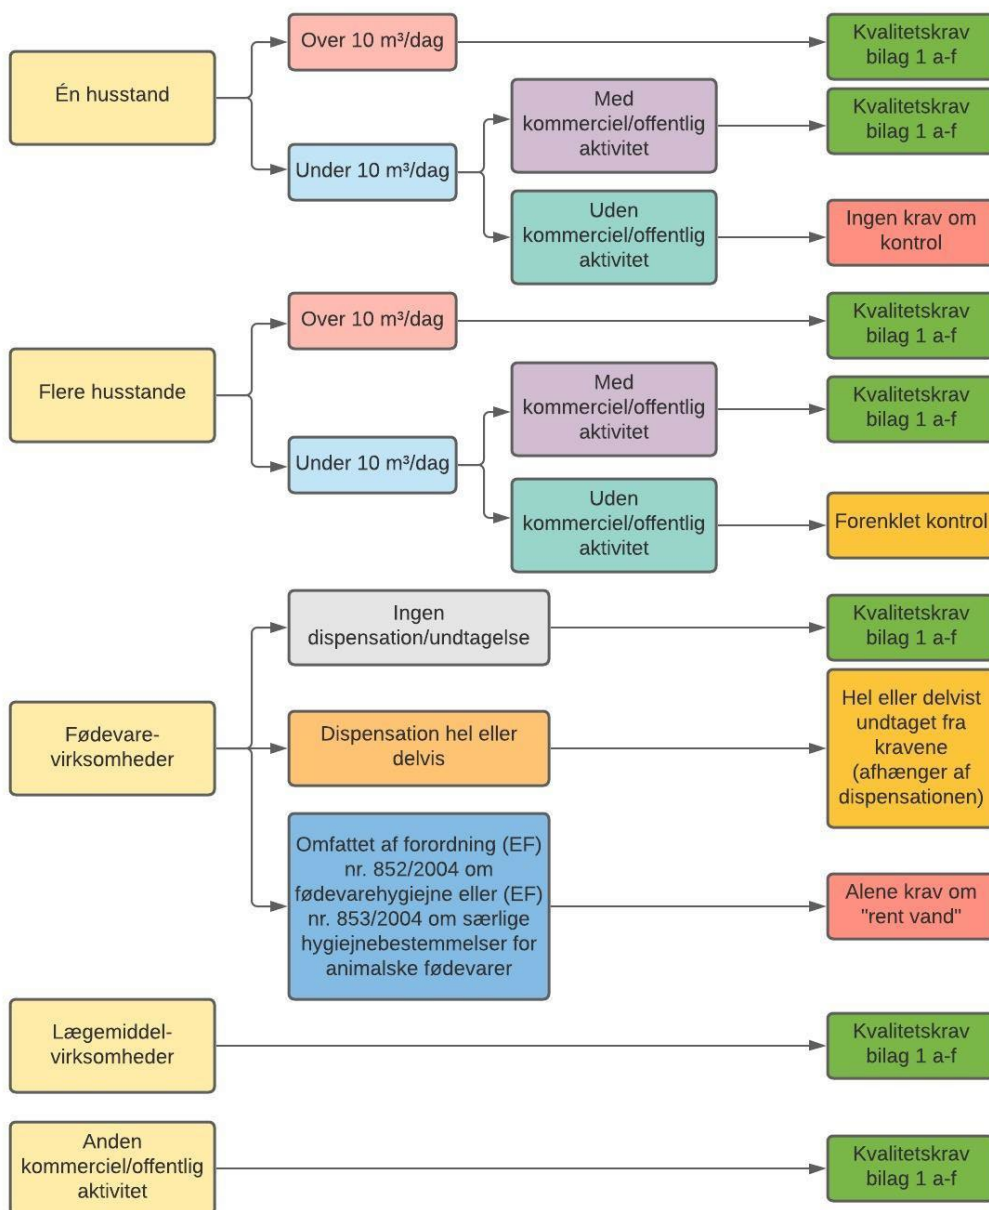 Én husstand
Over 10 m³/dag
Kvalitetskrav
bilag 1 a-f
Under 10 m³/dag
Med
kommerciel/offentlig
aktivitet
Kvalitetskrav
bilag 1 a-f
Uden
kommerciel/offentlig
aktivitet
Ingen krav om
kontrol
Flere husstande
Over 10 m³/dag
Kvalitetskrav
bilag 1 a-f
Under 10 m³/dag
Med
kommerciel/offentlig
aktivitet
Kvalitetskrav
bilag 1 a-f
Uden
kommerciel/offentlig
aktivitet
Forenklet kontrol
Fødevare-
virksomheder
Ingen
dispensation/undtagelse
Kvalitetskrav
bilag 1 a-f
Dispensation hel eller
delvis
Hel eller delvist
undtaget fra
kravene
(afhænger af
dispensationen)
Omfattet af forordning (EF)
nr. 852/2004 om
fødevarehygiejne eller (EF)
nr. 853/2004 om særlige
hygiejnebestemmelser for
animalske fødevarer
Alene krav om
"rent vand"
Lægemiddel-
virksomheder
Kvalitetskrav
bilag 1 a-f
Anden
kommerciel/offentlig
aktivitet
Kvalitetskrav
bilag 1 a-f